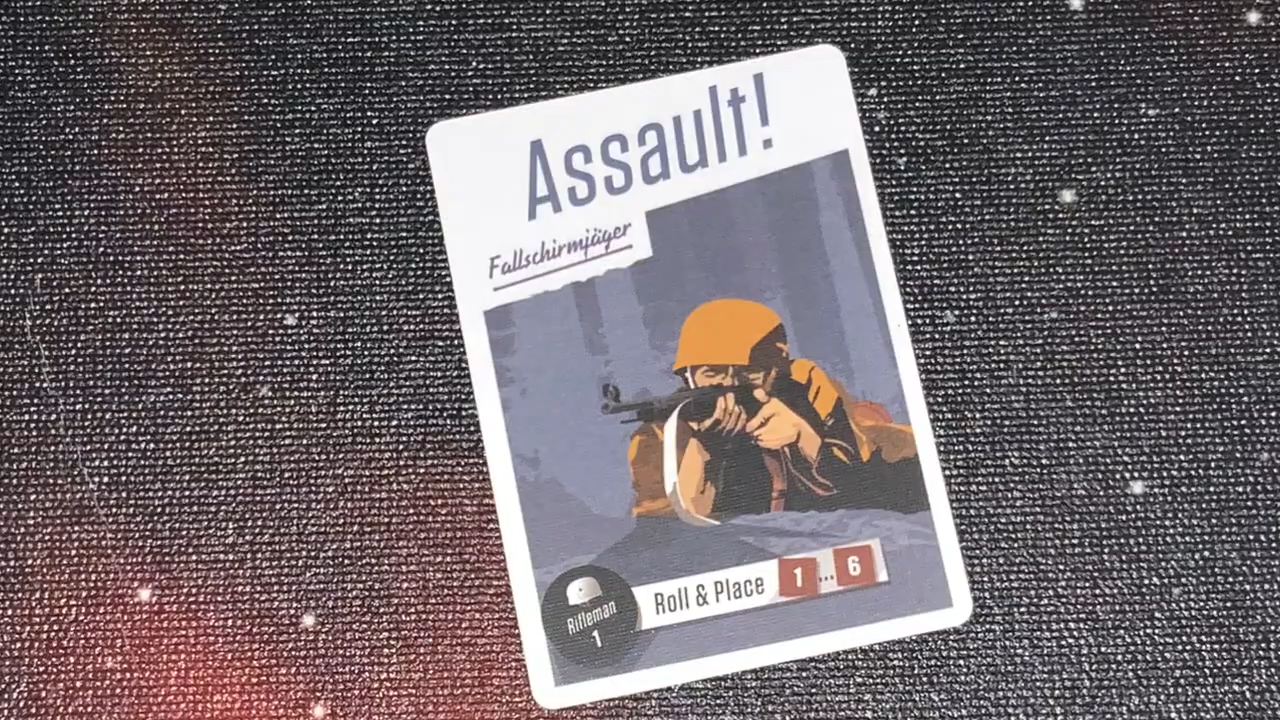 Assault!
Fallschirmjäger
Rifleman
1
Roll & Place 1 ... 6